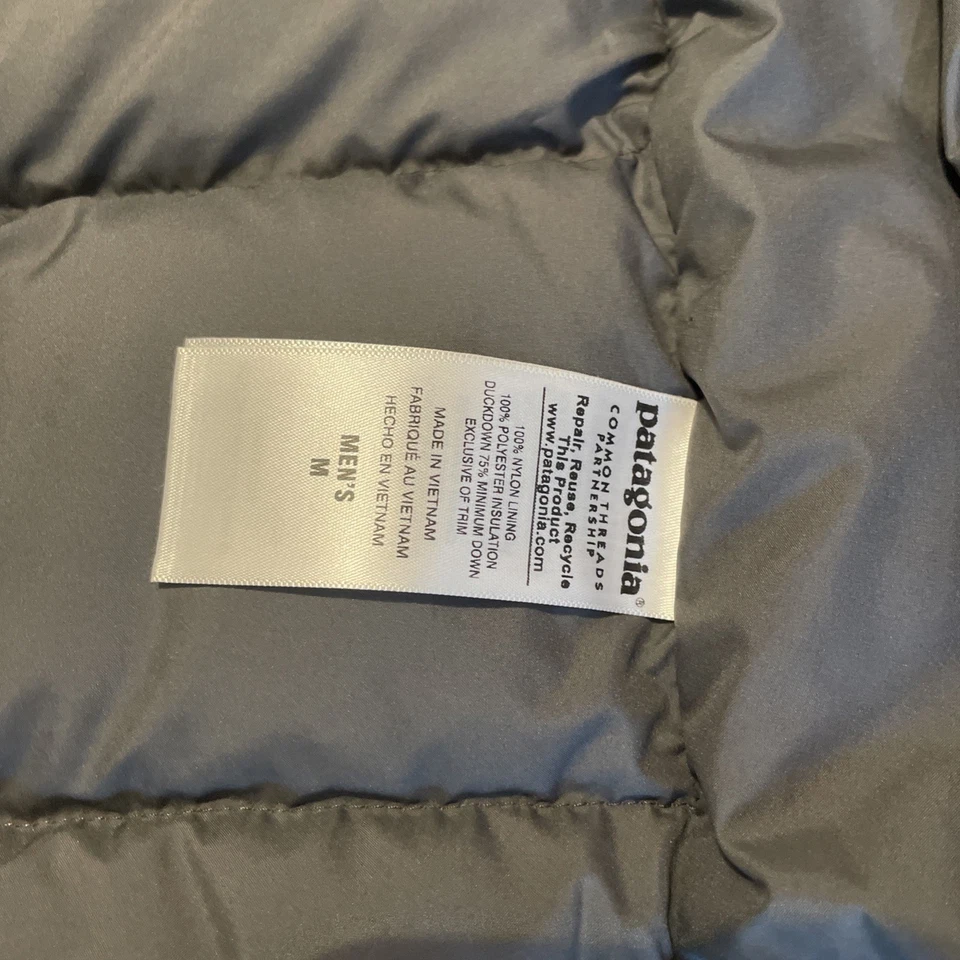 patagonia®
COMMON THREADS
PARTNERSHIP
Repair, Reuse, Recycle
This Product
www.patagonia.com
100% NYLON LINING
100% POLYESTER INSULATION
DUCKDOWN 75% MINIMUM DOWN
EXCLUSIVE OF TRIM
MADE IN VIETNAM
FABRIQUÉ AU VIETNAM
HECHO EN VIETNAM
MEN'S
M